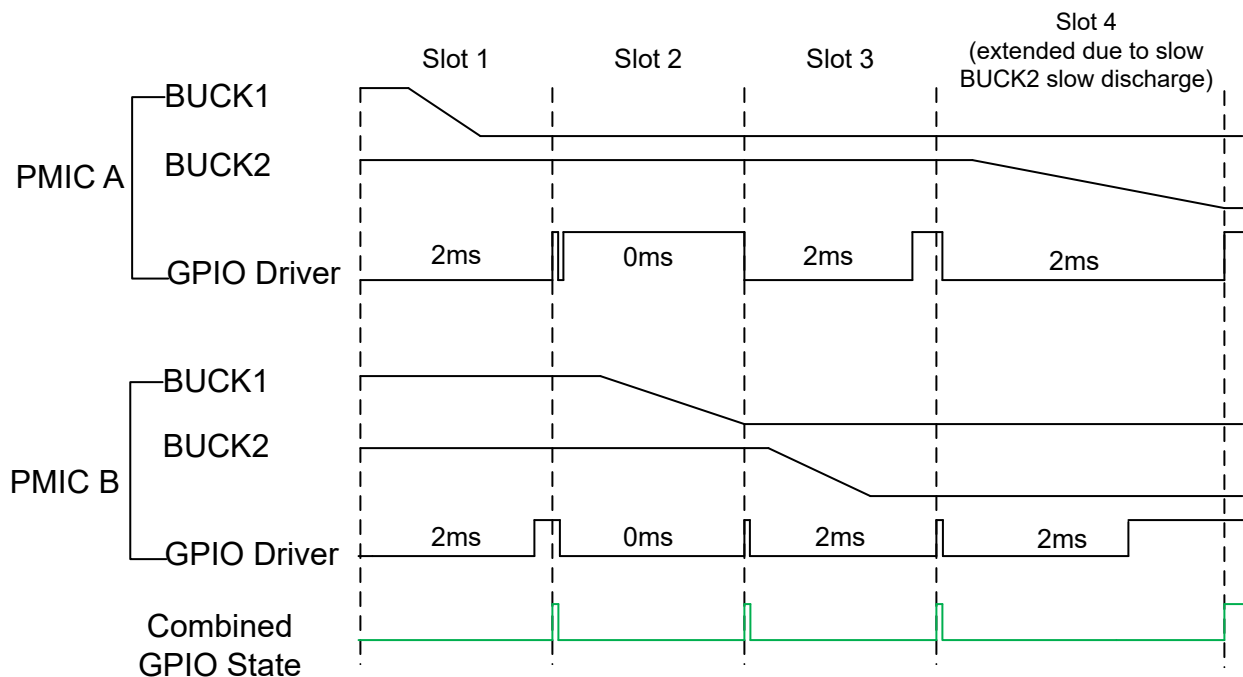 Slot 1
Slot 2
Slot 3
Slot 4
(extended due to slow
BUCK2 slow discharge)
PMIC A
BUCK1
BUCK2
GPIO Driver
2ms
0ms
2ms
2ms
PMIC B
BUCK1
BUCK2
GPIO Driver
2ms
0ms
2ms
2ms
Combined
GPIO State